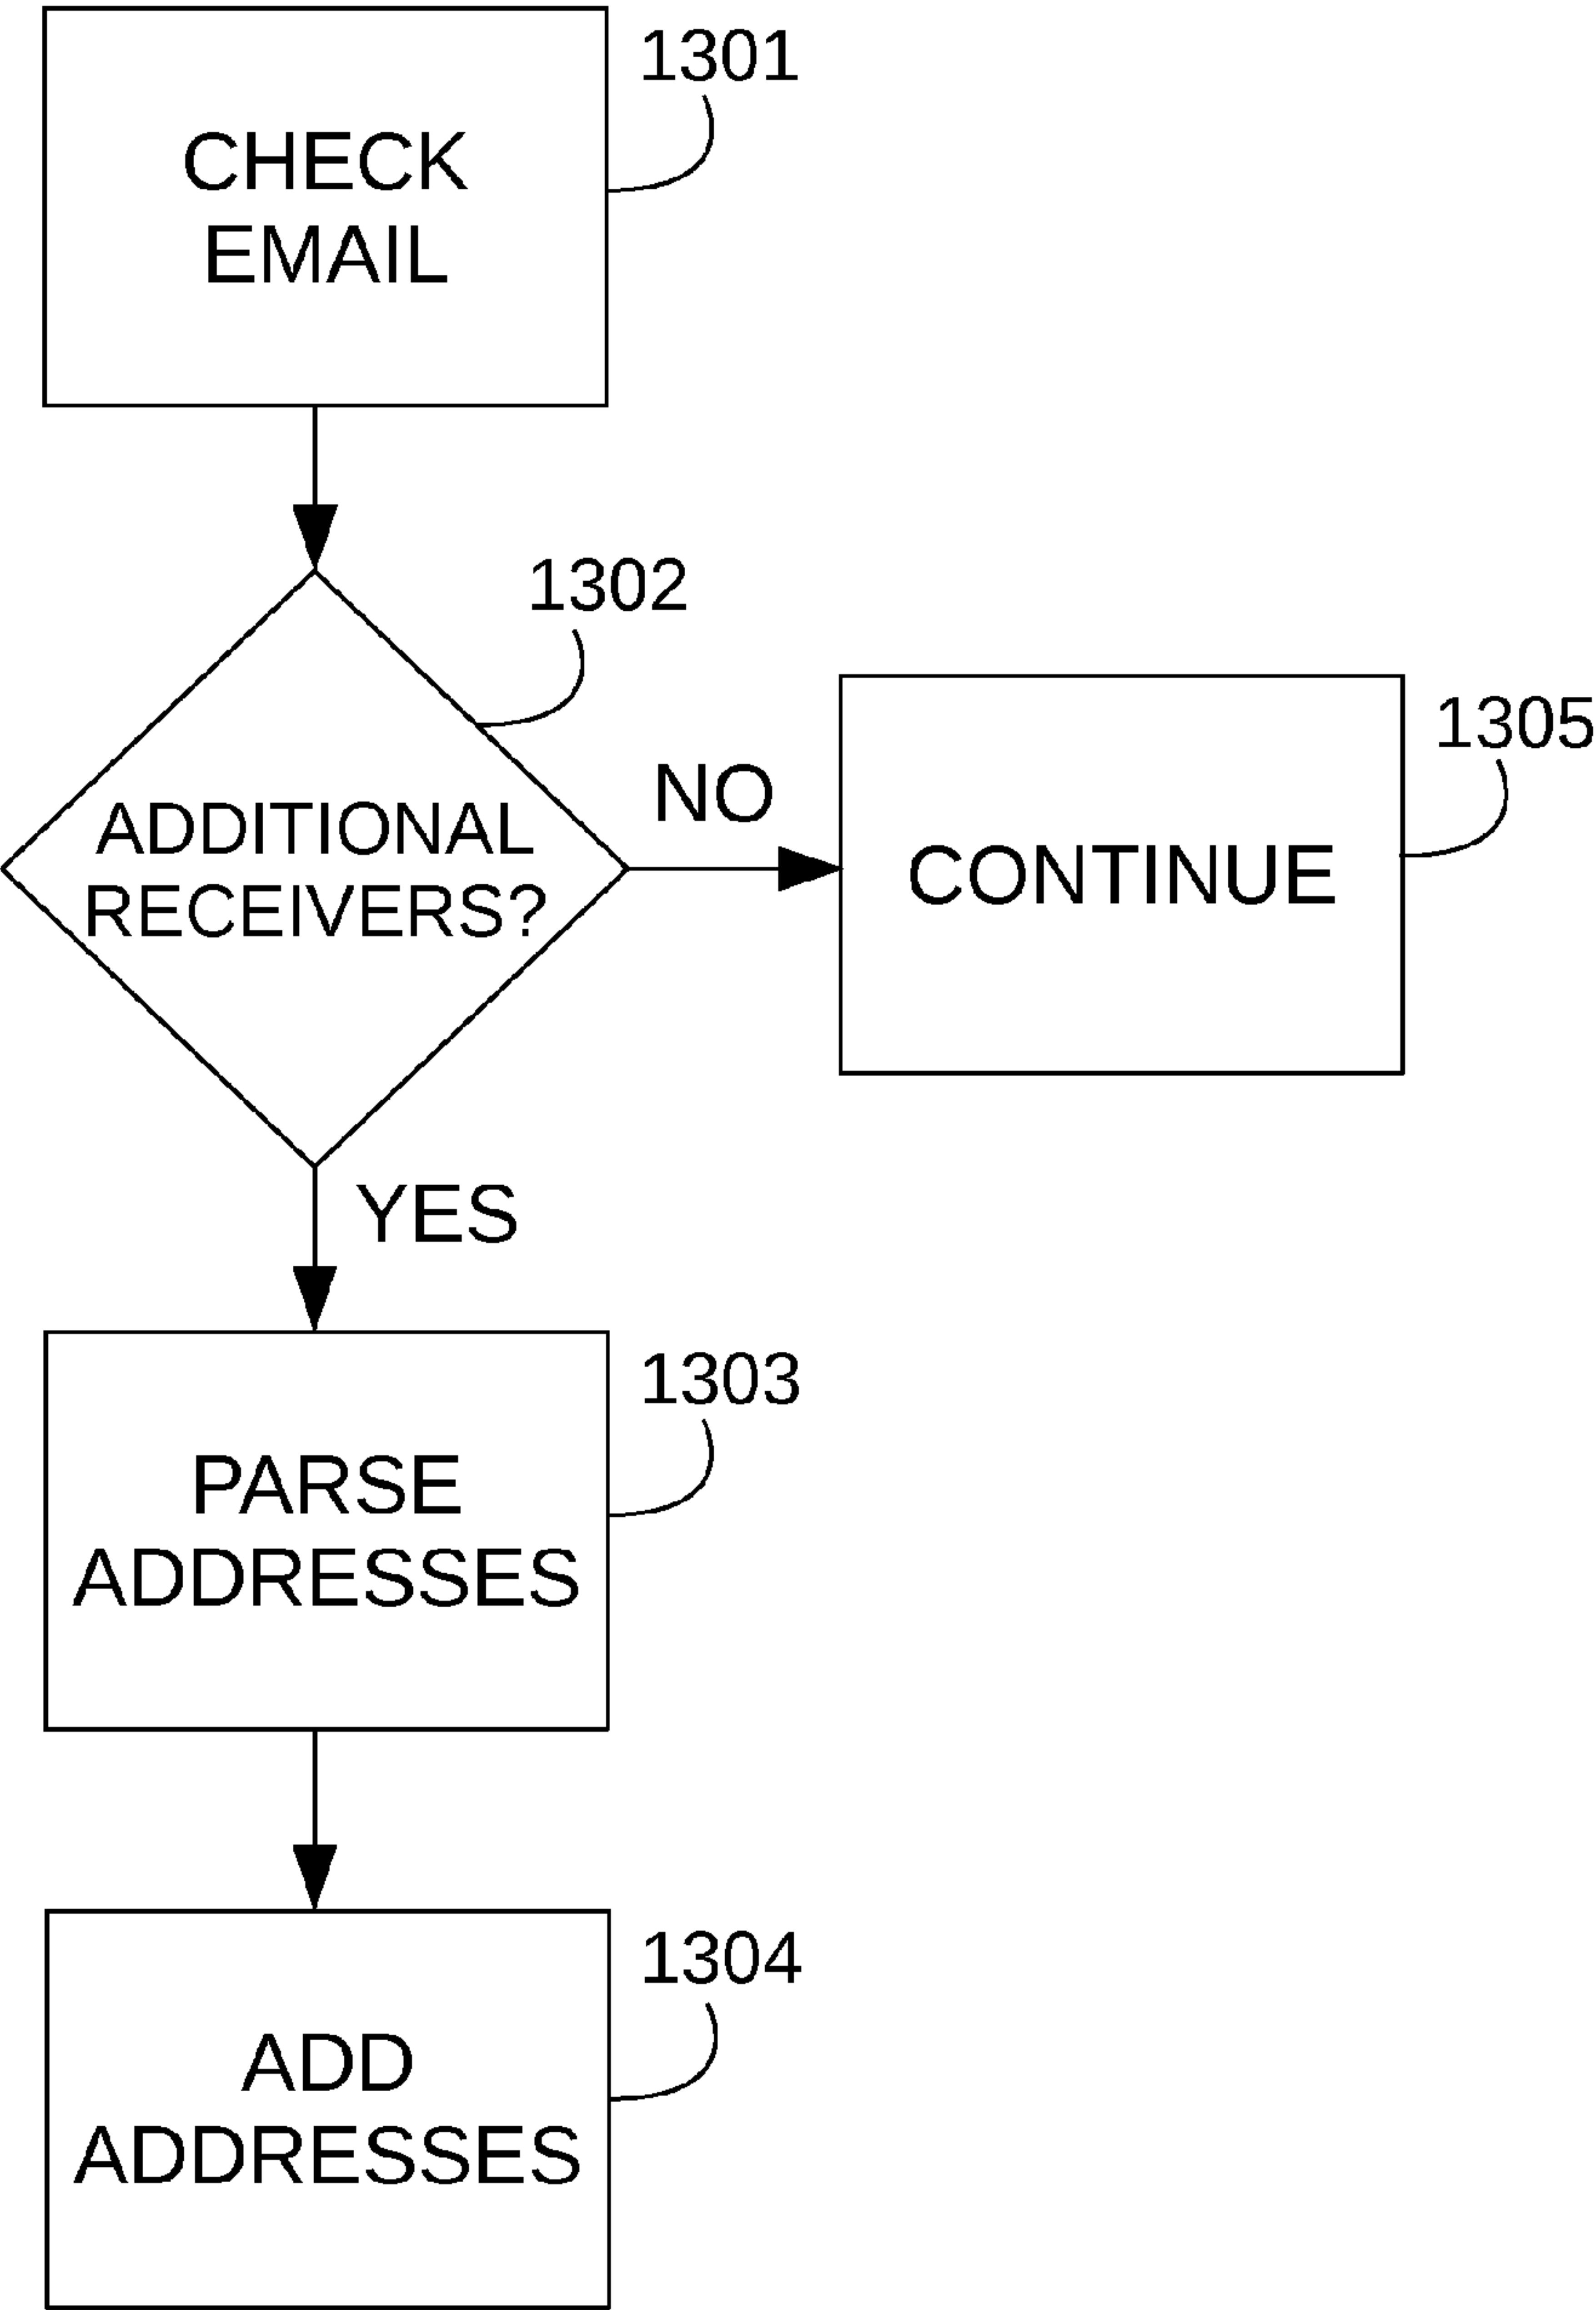 1301
CHECK
EMAIL
1302
ADDITIONAL
RECEIVERS?
NO
1305
CONTINUE
YES
1303
PARSE
ADDRESSES
1304
ADD
ADDRESSES